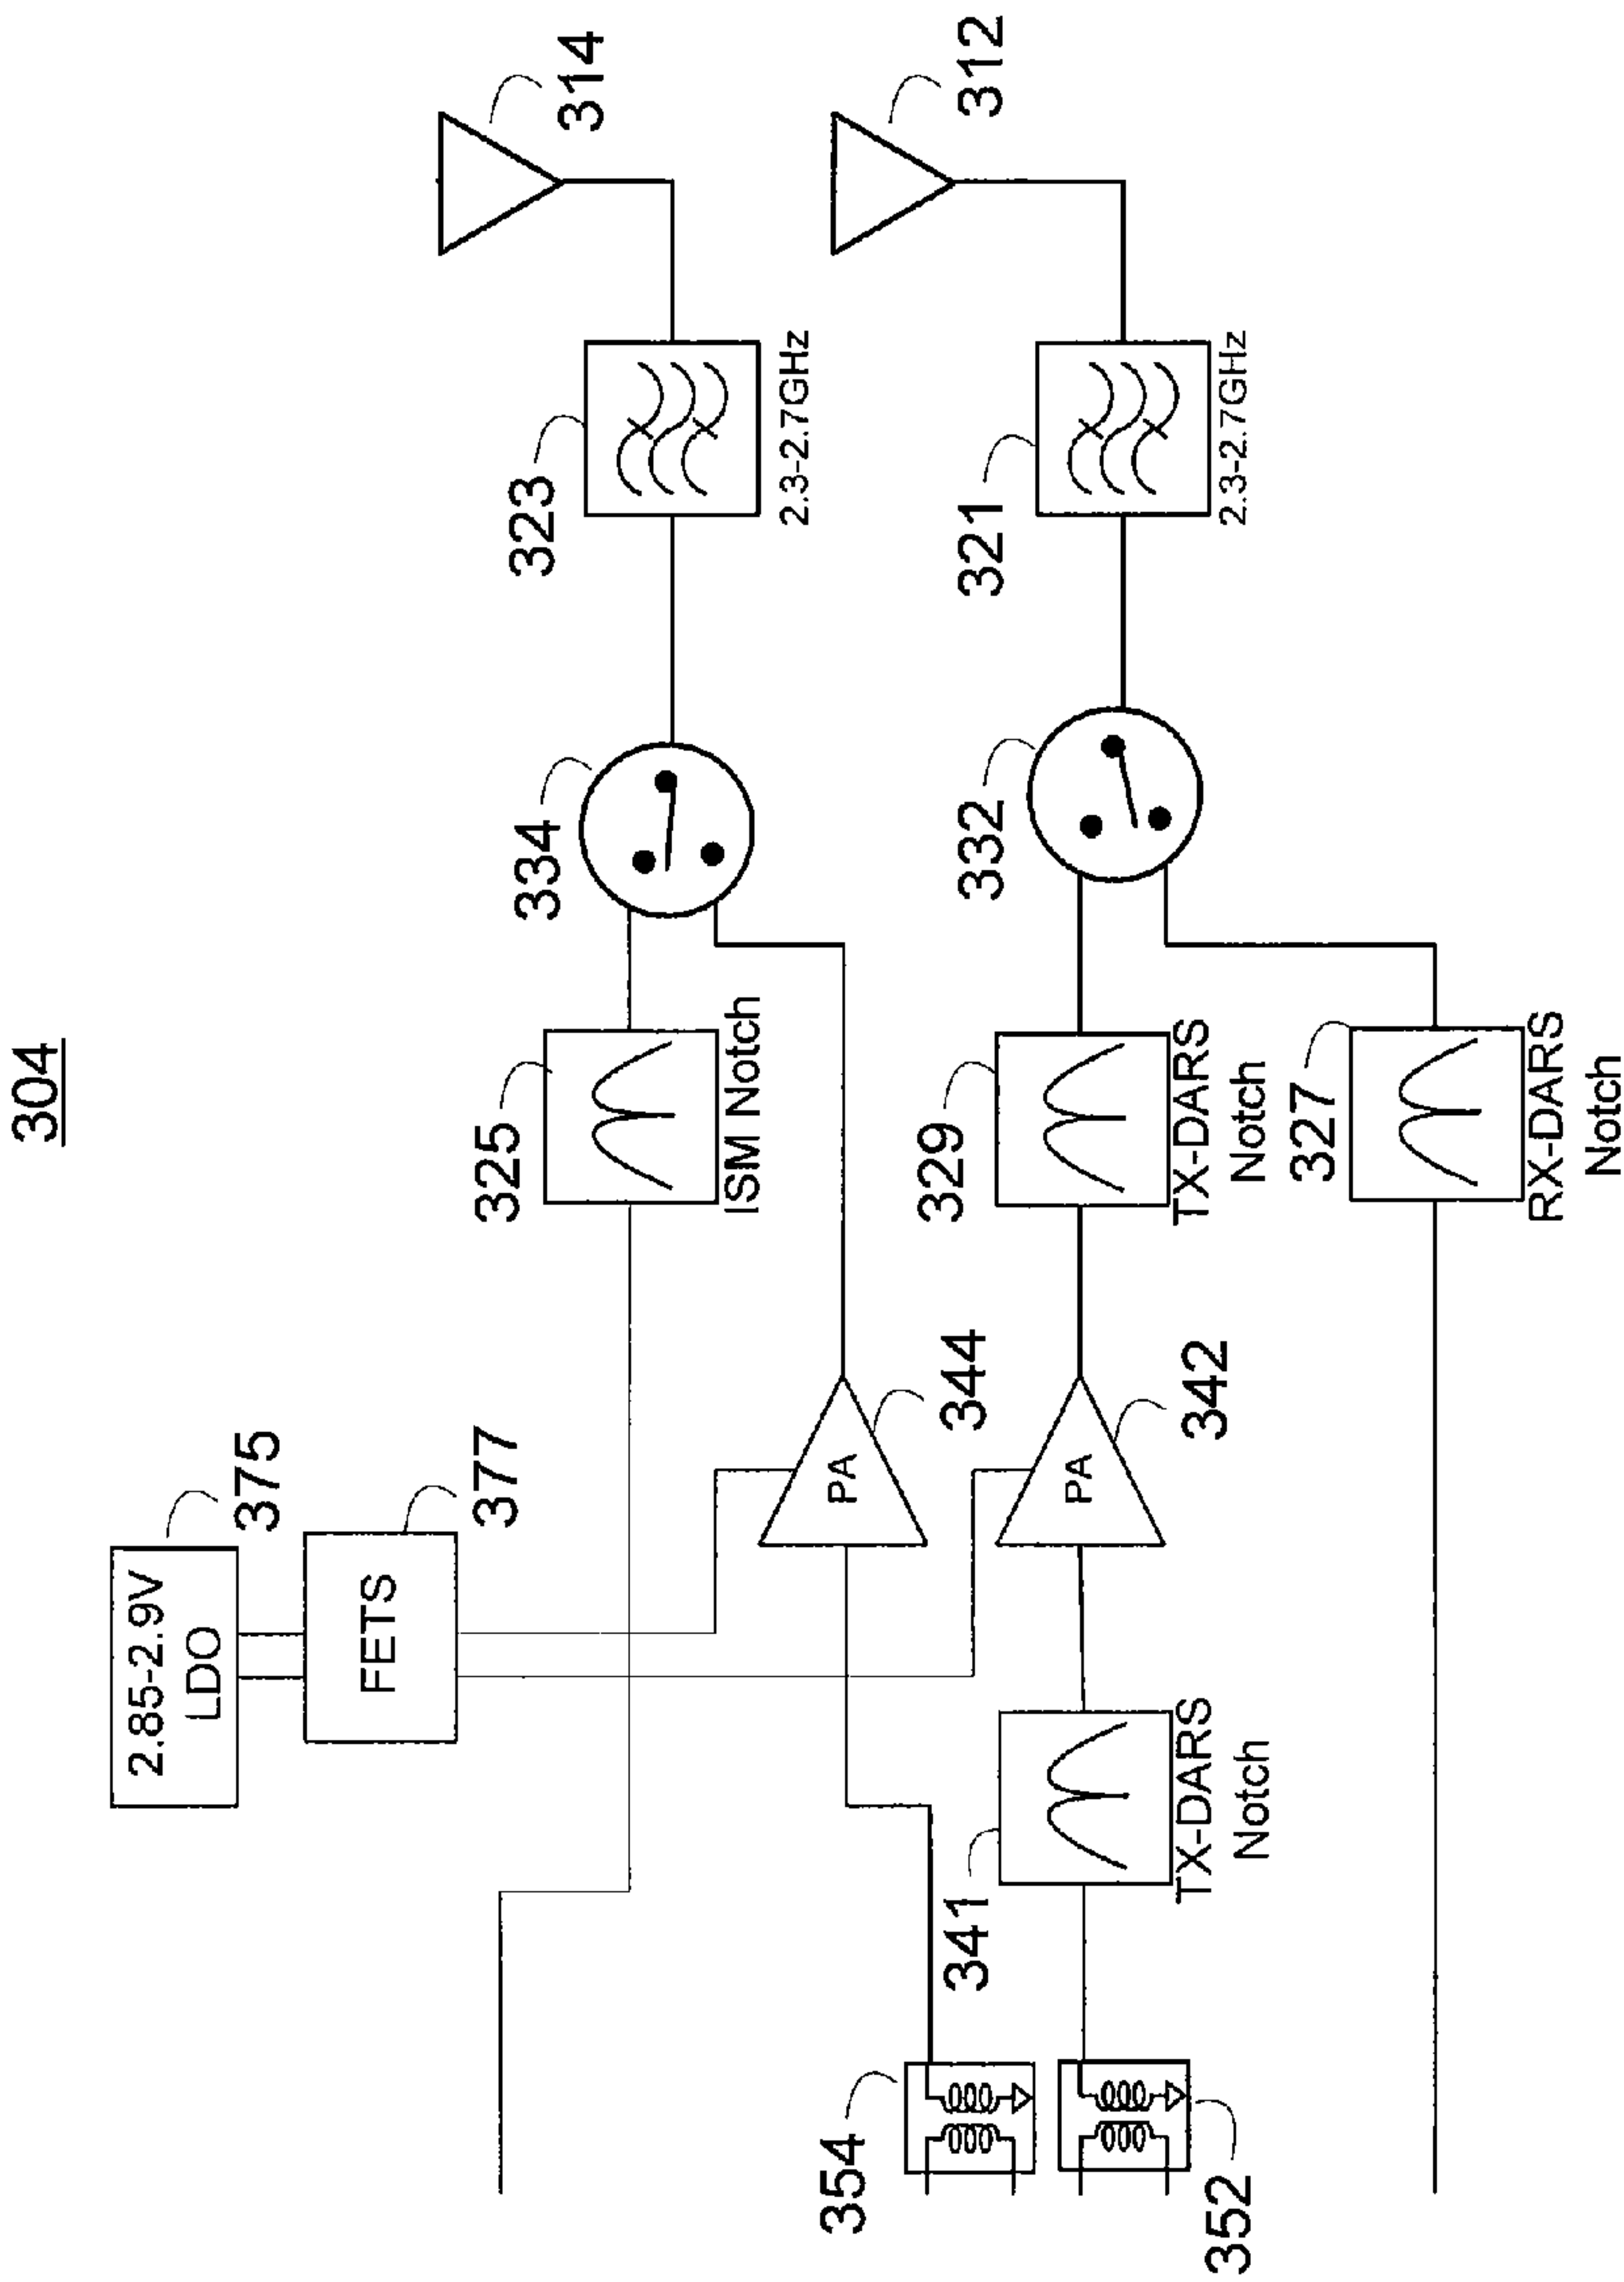 304
2.85-2.9V
LDO
375
FETS
377
314
323
2.3-2.7GHz
334
325
ISM Notch
312
321
2.3-2.7GHz
332
344
PA
329
TX-DARS
Notch
342
PA
327
RX-DARS
Notch
341
TX-DARS
Notch
354
352